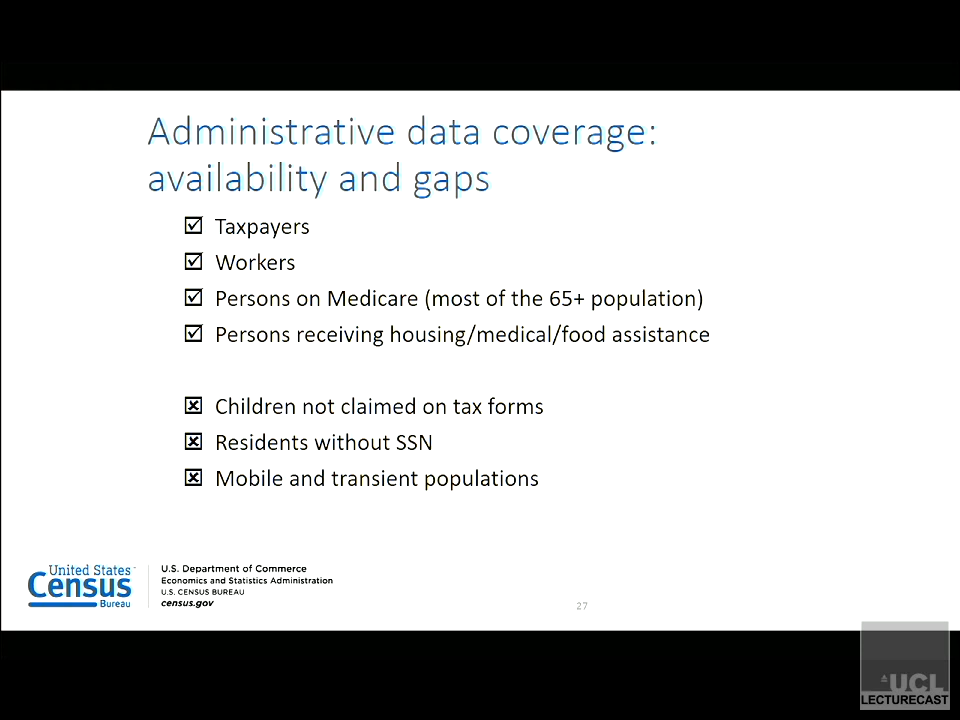 Administrative data coverage:
availability and gaps
Taxpayers
Workers
Persons on Medicare (most of the 65+ population)
Persons receiving housing/medical/food assistance
Children not claimed on tax forms
Residents without SSN
Mobile and transient populations
United States™
Census
Bureau
U.S. Department of Commerce
Economics and Statistics Administration
U.S. CENSUS BUREAU
census.gov
27
UCL
LECTURECAST